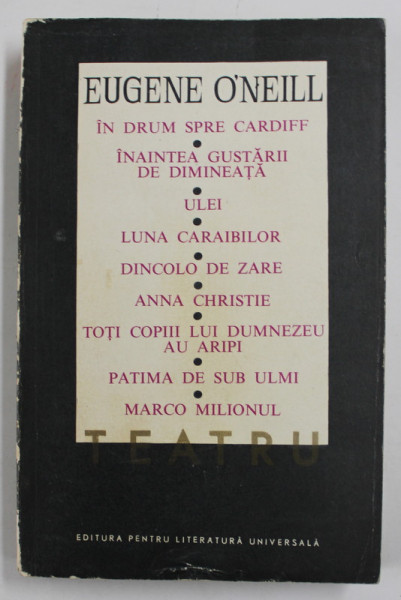 EUGENE O'NEILL
ÎN DRUM SPRE CARDIFF
ÎNAINTEA GUSTĂRII
DE DIMINEAȚĂ
ULEI
LUNA CARAIBILOR
DINCOLO DE ZARE
ANNA CHRISTIE
TOȚI COPIII LUI DUMNEZEU
AU ARIPI
PATIMA DE SUB ULMI
MARCO MILIONUL
TEATRU
EDITURA PENTRU LITERATURĂ UNIVERSALĂ